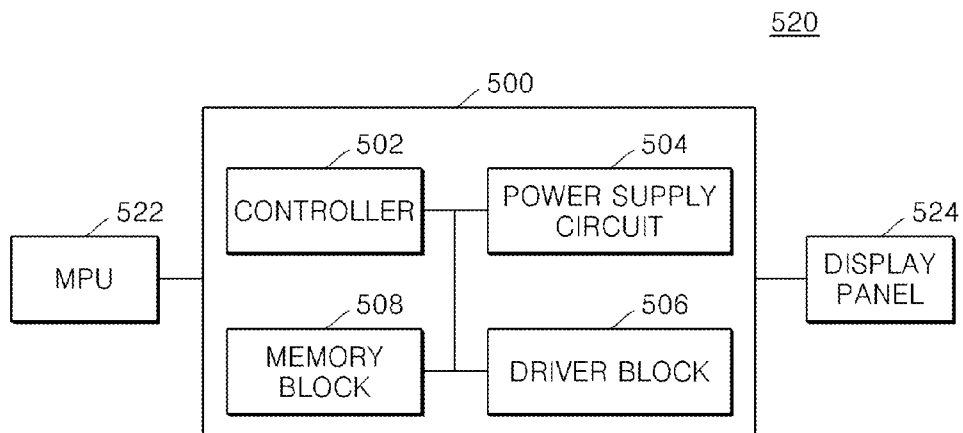 520
500
502
504
CONTROLLER
POWER SUPPLY
CIRCUIT
522
MPU
524
DISPLAY
PANEL
508
506
MEMORY
BLOCK
DRIVER BLOCK